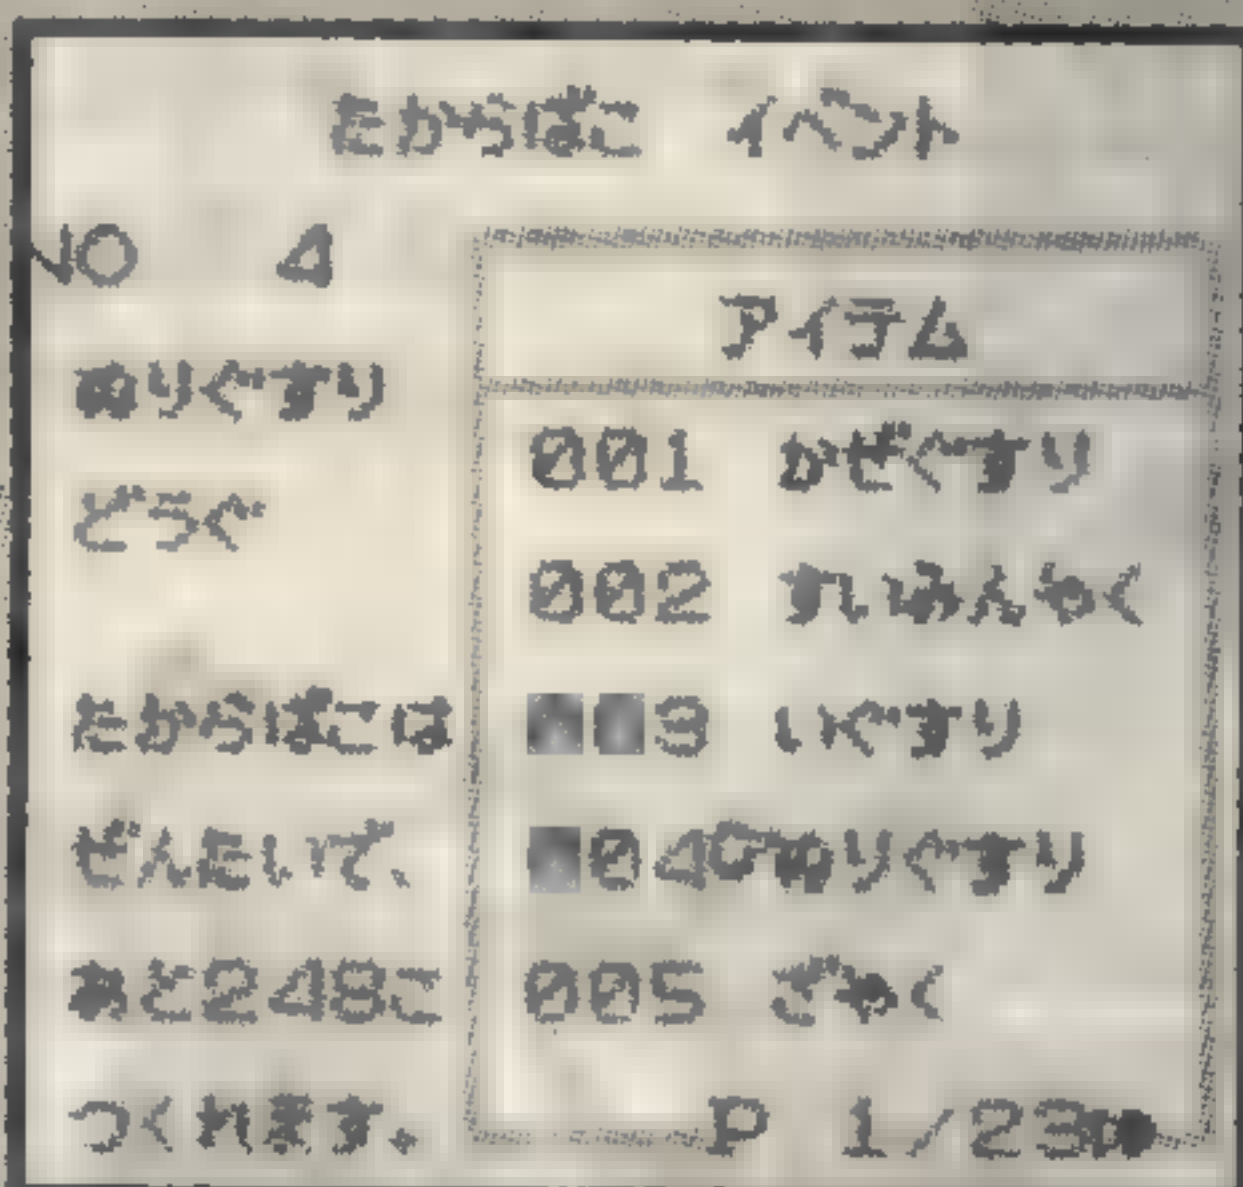 たからばこ イベント
NO 4
ぬりぐすり
どうぐ
たからばこには
ぜんたいで、
あと248こ
つくれます。
アイテム
001 かぜぐすり
002 すいみんやく
3 いぐすり
04 ぬりぐすり
005 どやく
P 1/23